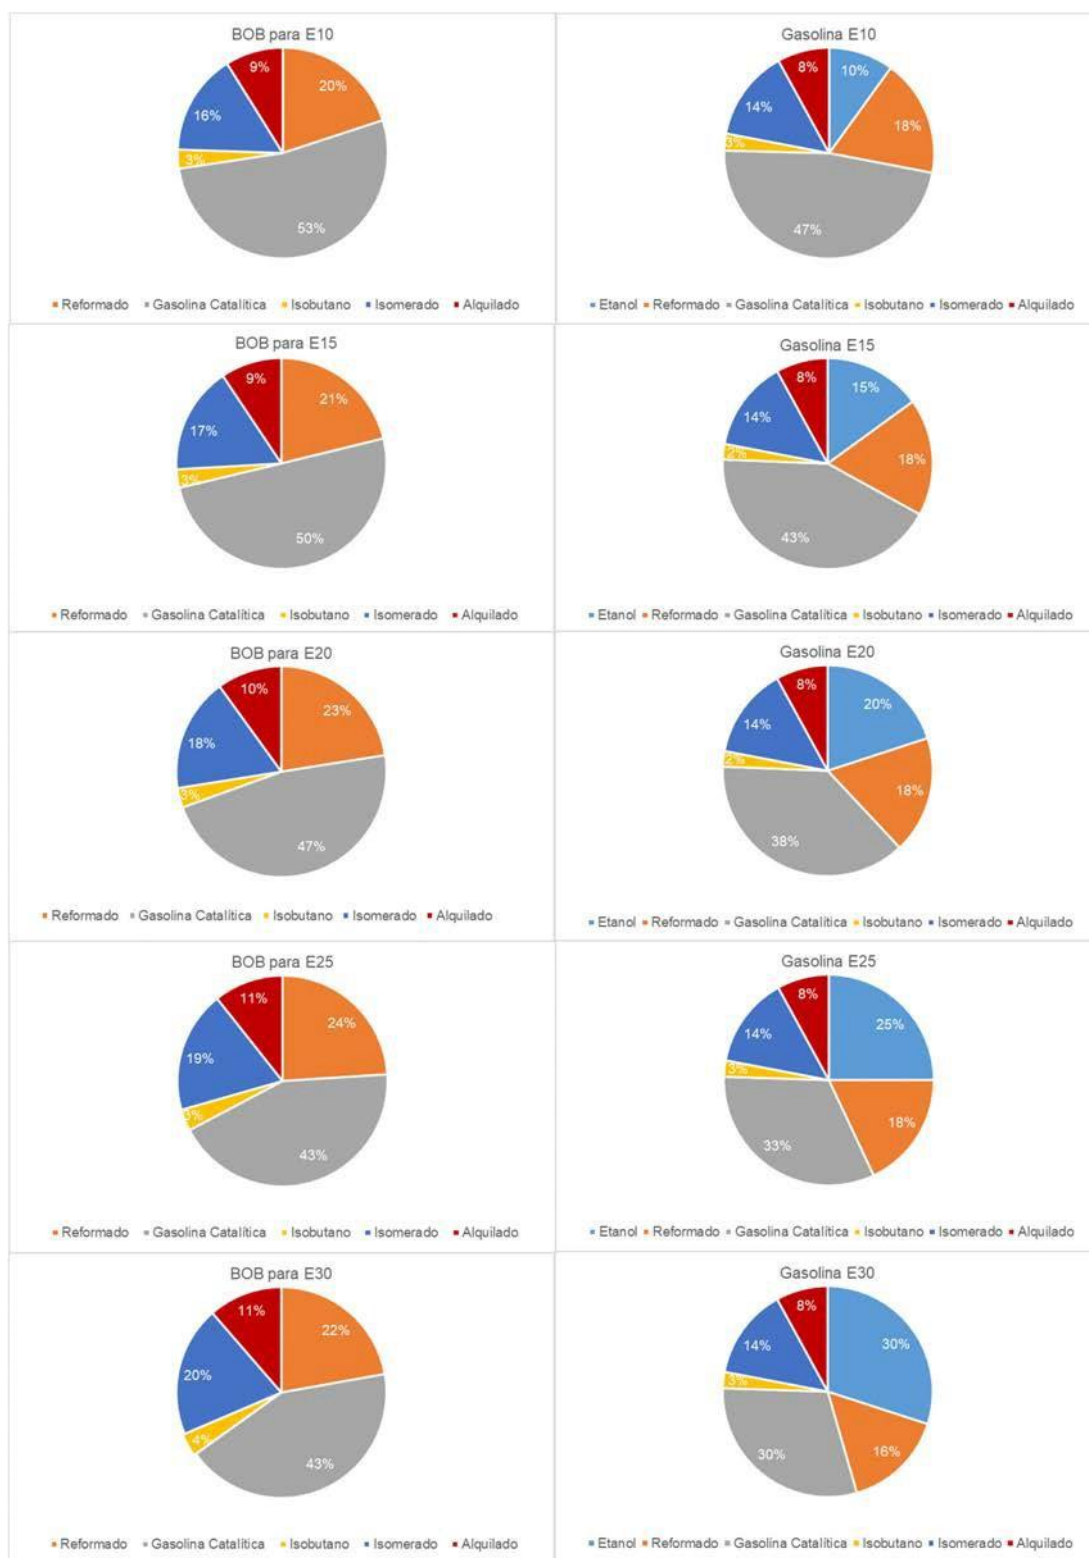 BOB para E10
9%
20%
16%
3%
53%
Reformado Gasolina Catalítica Isobutano Isomerado Alquilado
Gasolina E10
8%
10%
14%
18%
3%
47%
Etanol Reformado Gasolina Catalítica Isobutano Isomerado Alquilado
BOB para E15
9%
21%
17%
3%
50%
Reformado Gasolina Catalítica Isobutano Isomerado Alquilado
Gasolina E15
8%
15%
14%
2%
18%
43%
Etanol Reformado Gasolina Catalítica Isobutano Isomerado Alquilado
BOB para E20
10%
23%
18%
3%
47%
Reformado Gasolina Catalítica Isobutano Isomerado Alquilado
Gasolina E20
8%
20%
14%
2%
18%
38%
Etanol Reformado Gasolina Catalítica Isobutano Isomerado Alquilado
BOB para E25
11%
24%
19%
3%
43%
Reformado Gasolina Catalítica Isobutano Isomerado Alquilado
Gasolina E25
8%
25%
14%
3%
18%
33%
Etanol Reformado Gasolina Catalítica Isobutano Isomerado Alquilado
BOB para E30
11%
22%
20%
4%
43%
Reformado Gasolina Catalítica Isobutano Isomerado Alquilado
Gasolina E30
8%
30%
14%
3%
16%
30%
Etanol Reformado Gasolina Catalítica Isobutano Isomerado Alquilado